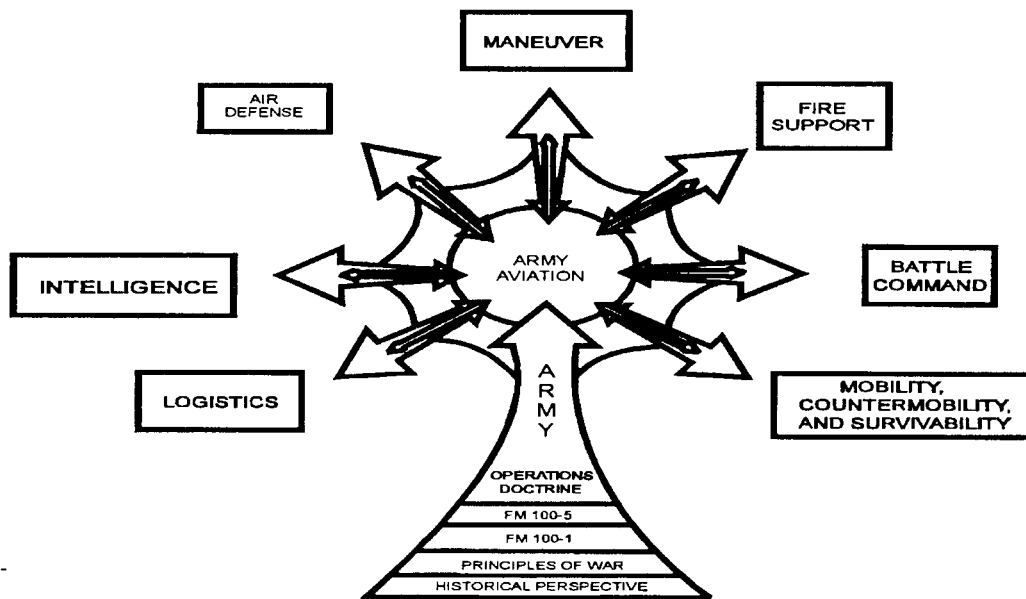 MANEUVER
AIR
DEFENSE
FIRE
SUPPORT
INTELLIGENCE
ARMY
AVIATION
BATTLE
COMMAND
LOGISTICS
MOBILITY,
COUNTERMOBILITY,
AND SURVIVABILITY
ARMY
OPERATIONS
DOCTRINE
FM 100-5
FM 100-1
PRINCIPLES OF WAR
HISTORICAL PERSPECTIVE